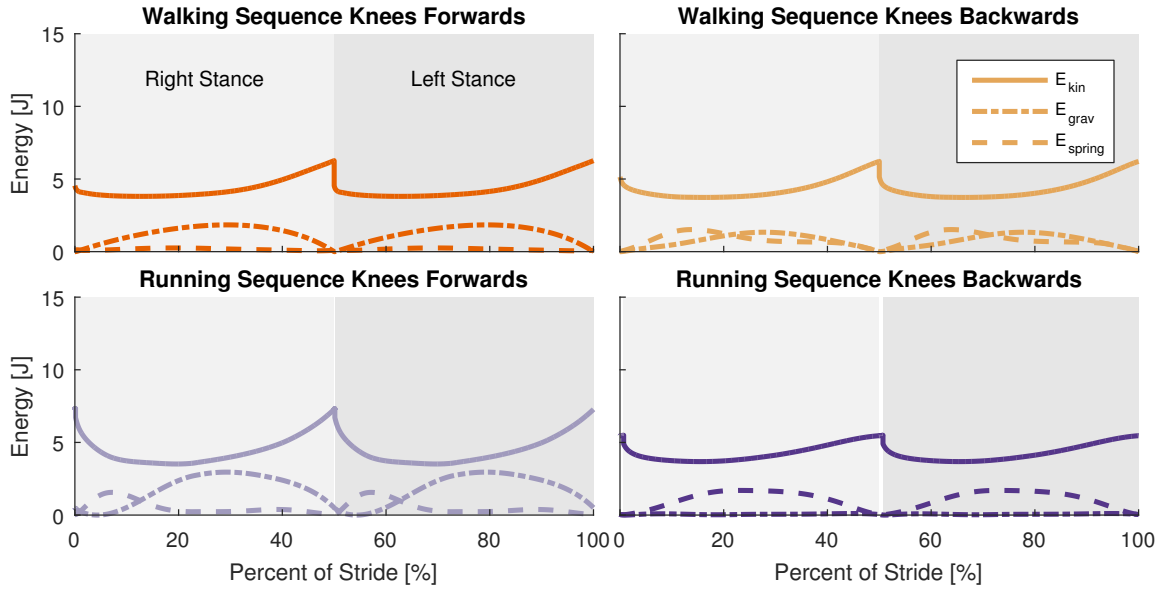 Walking Sequence Knees Forwards
Walking Sequence Knees Backwards
15
10
5
0
Energy [J]
Right Stance
Left Stance
E_kin
E_grav
E_spring
Running Sequence Knees Forwards
Running Sequence Knees Backwards
15
10
5
0
Energy [J]
0 20 40 60 80 100
0 20 40 60 80 100
Percent of Stride [%]
Percent of Stride [%]